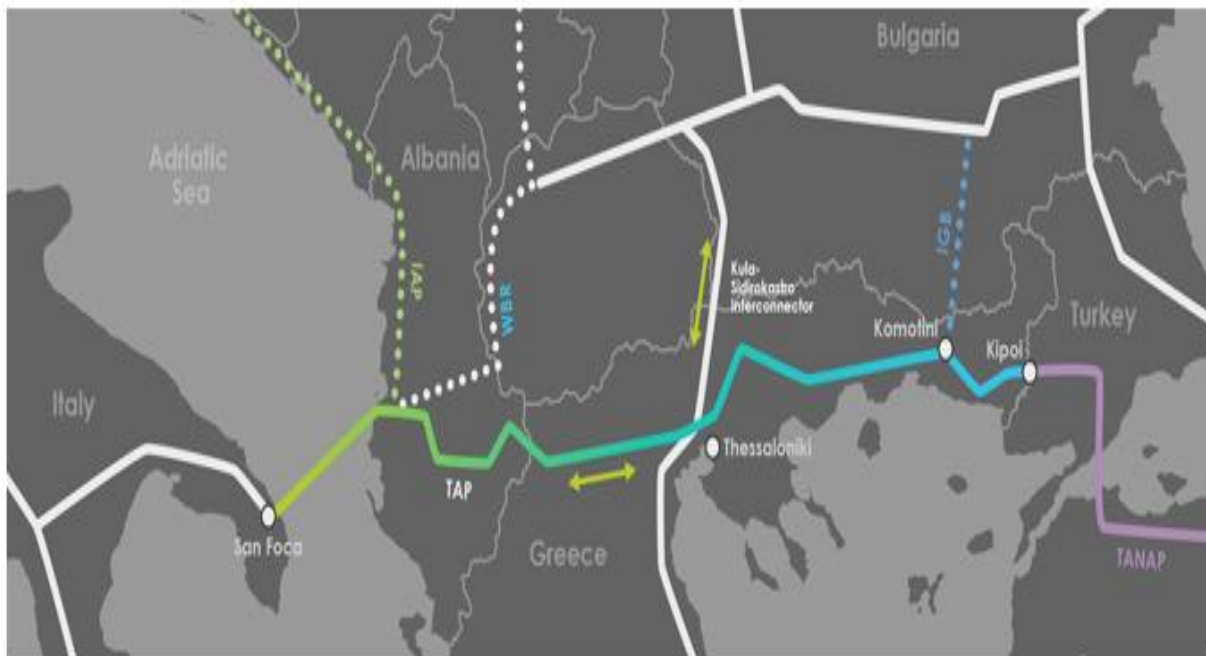 Bulgaria
Adriatic
Sea
Albania
IAP
WBR
Kula-
Sidirokastro
Interconnector
IGB
Komotini
Kipoi
Turkey
Italy
Thessaloniki
TAP
San Foca
Greece
TANAP